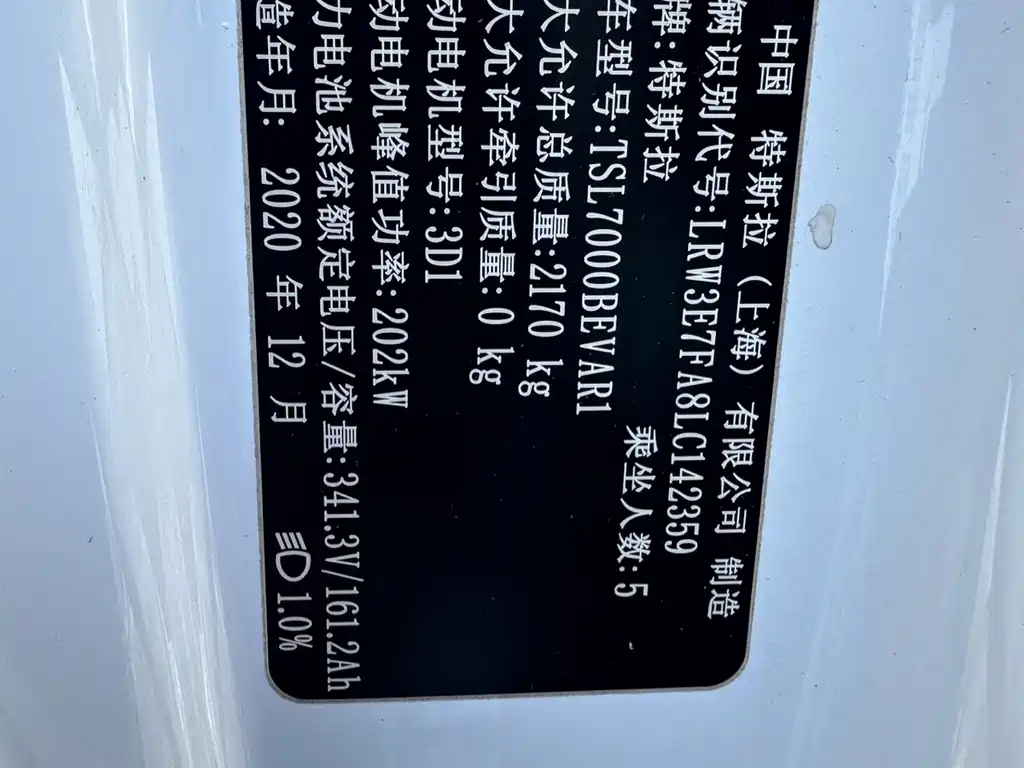 中国 特斯拉（上海）有限公司 制造
辆识别代号:LRW3E7FA8LC142359
牌:特斯拉 乘坐人数:5
车型号:TSL7000BEVAR1
大允许总质量:2170 kg
大允许牵引质量: 0 kg
动电机型号:3D1
动电机峰值功率:202kW
力电池系统额定电压/容量:341.3V/161.2Ah
造年月: 2020 年 12 月 1.0%